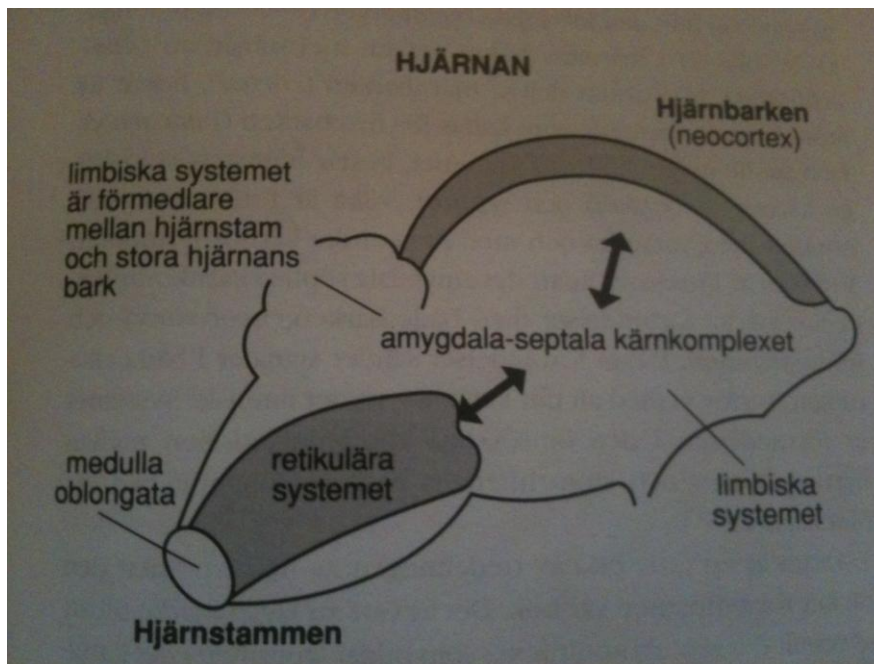 HJÄRNAN
Hjärnbarken
(neocortex)
limbiska systemet
är förmedlare
mellan hjärnstam
och stora hjärnans
bark
amygdala-septala kärnkomplexet
medulla
oblongata
retikulära
systemet
limbiska
systemet
Hjärnstammen